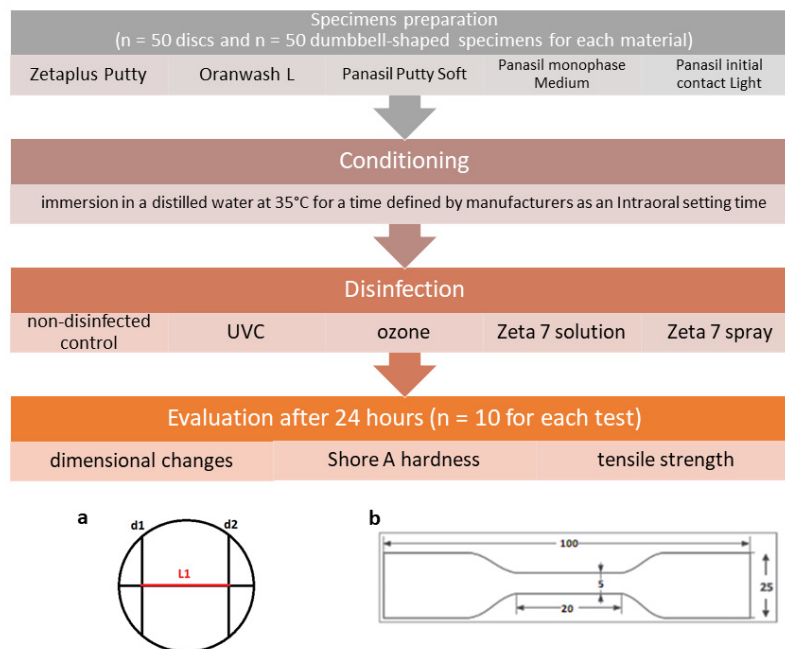 Specimens preparation
(n = 50 discs and n = 50 dumbbell-shaped specimens for each material)
Zetaplus Putty
Oranwash L
Panasil Putty Soft
Panasil monophase
Medium
Panasil initial
contact Light
Conditioning
immersion in a distilled water at 35°C for a time defined by manufacturers as an Intraoral setting time
Disinfection
non-disinfected
control
UVC
ozone
Zeta 7 solution
Zeta 7 spray
Evaluation after 24 hours (n = 10 for each test)
dimensional changes
Shore A hardness
tensile strength
a
d1
d2
L1
b
100
5
25
20